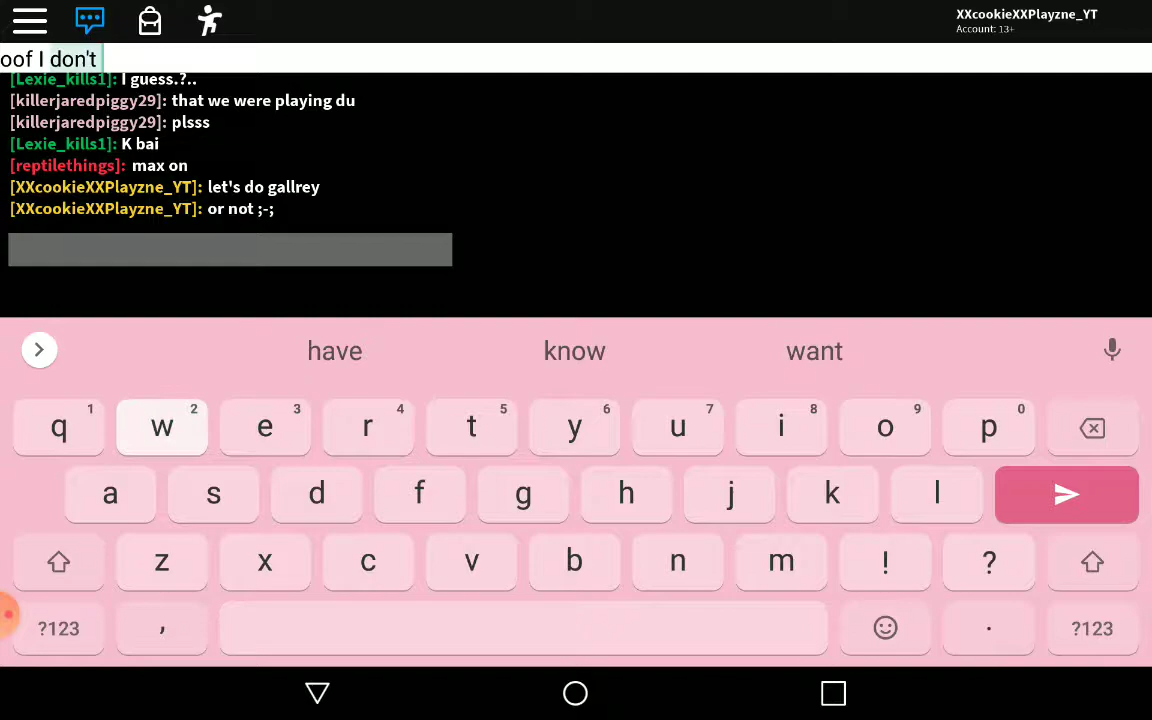 XXcookieXXPlayzne_YT
Account: 13+
oof I don't
[Lexie_kills1]: I guess.?..
[killerjaredpiggy29]: that we were playing du
[killerjaredpiggy29]: plsss
[Lexie_kills1]: K bai
[reptilethings]: max on
[XXcookieXXPlayzne_YT]: let's do gallrey
[XXcookieXXPlayzne_YT]: or not ;-;
have know want
q 1 w 2 e 3 r 4 t 5 y 6 u 7 i 8 o 9 p 0
a s d f g h j k l
z x c v b n m ! ?
?123 , . ?123